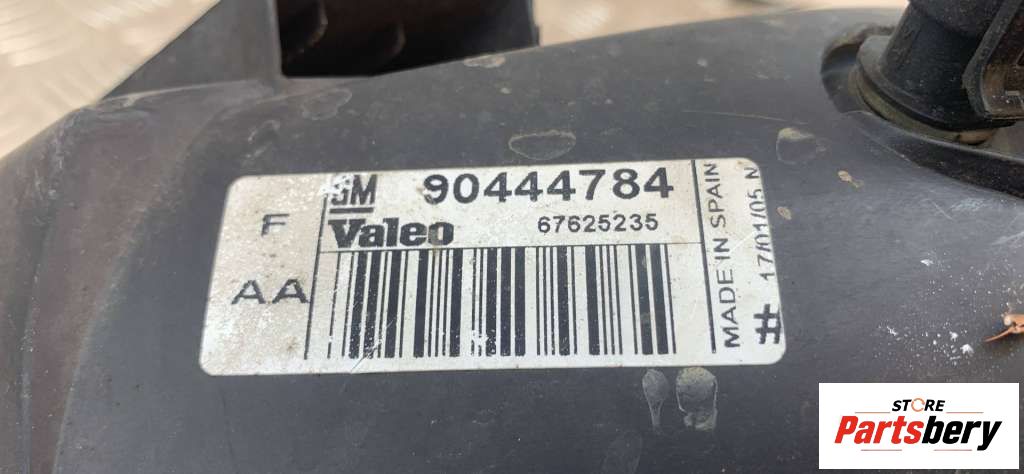 F
AA
GM 90444784
Valeo 67625235
MADE IN SPAIN
# 17/01/05 N
STORE
Partsbery